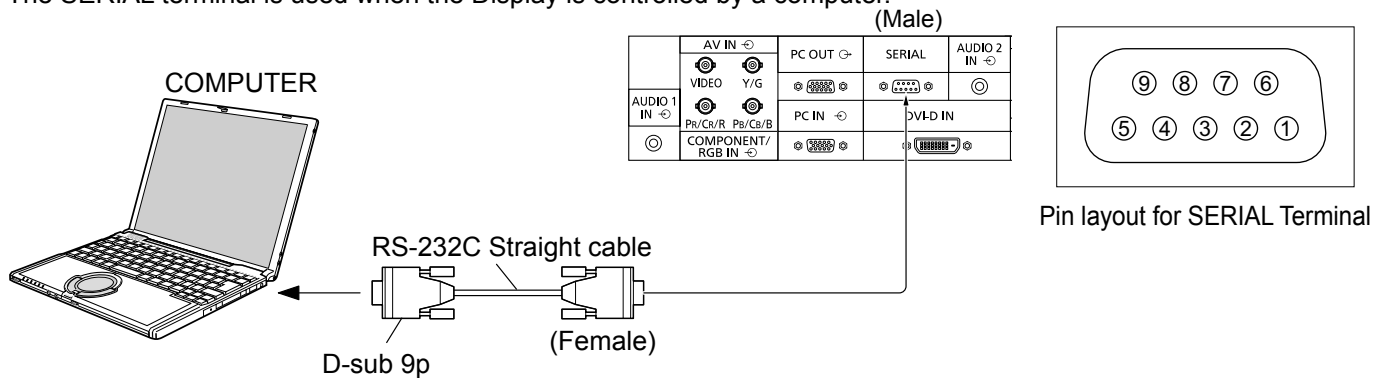 The SERIAL terminal is used when the Display is controlled by a computer.
(Male)
COMPUTER
AV IN
PC OUT
SERIAL
AUDIO 2
IN
VIDEO Y/G
AUDIO 1
IN
PR/CR/R PB/CB/B
PC IN
DVI-D IN
COMPONENT/
RGB IN
9 8 7 6
5 4 3 2 1
Pin layout for SERIAL Terminal
RS-232C Straight cable
(Female)
D-sub 9p